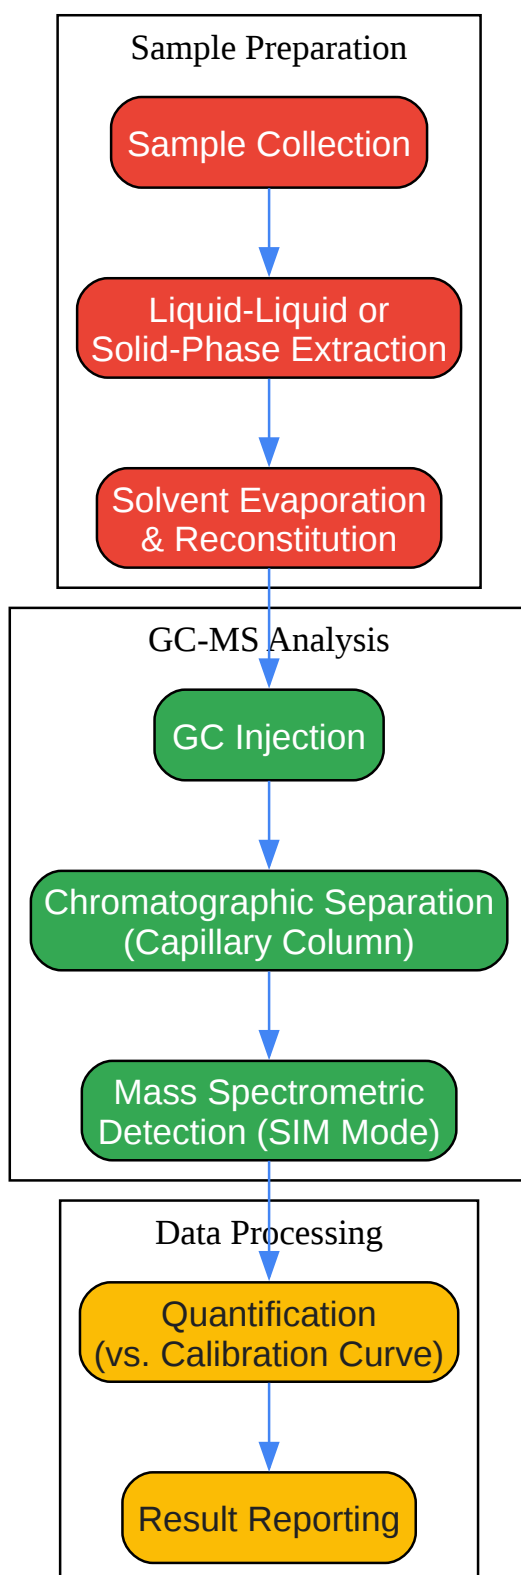 Sample Preparation
Sample Collection
Liquid-Liquid or
Solid-Phase Extraction
Solvent Evaporation
& Reconstitution
GC-MS Analysis
GC Injection
Chromatographic Separation
(Capillary Column)
Mass Spectrometric
Detection (SIM Mode)
Data Processing
Quantification
(vs. Calibration Curve)
Result Reporting